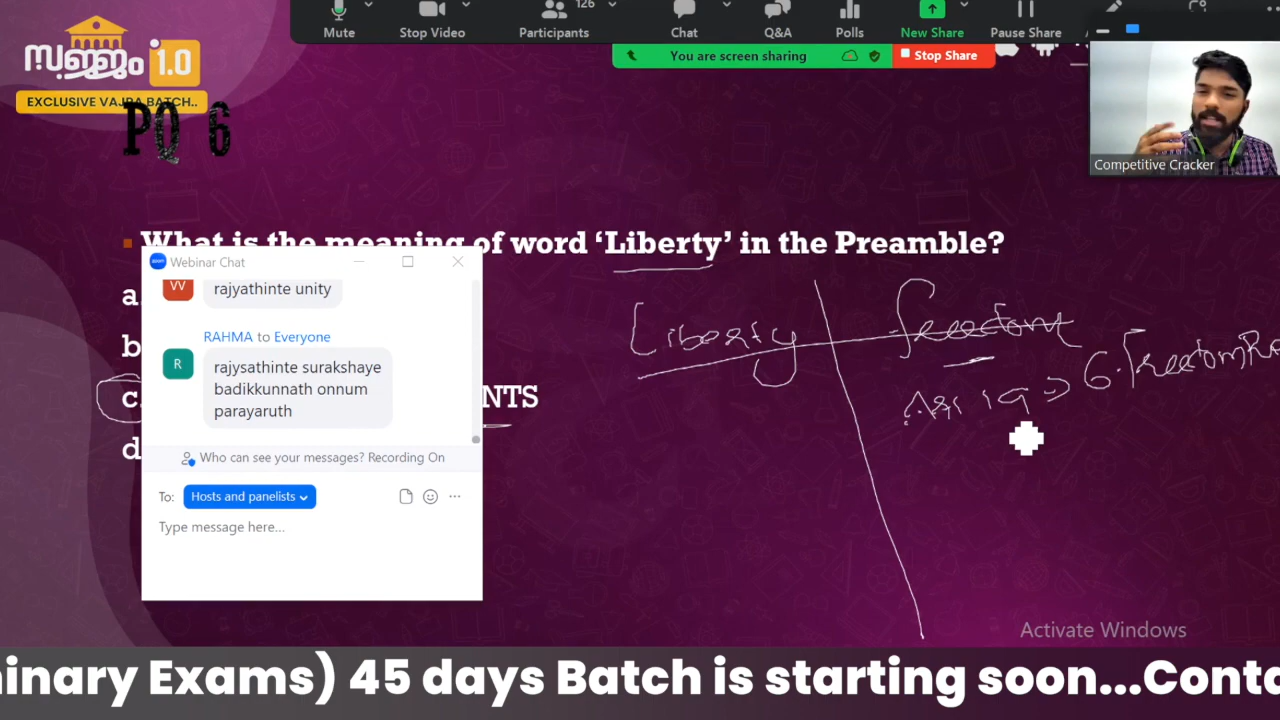 126
Mute
Stop Video
Participants
Chat
Q&A
Polls
New Share
Pause Share
You are screen sharing
Stop Share
സജ്ജം 1.0
EXCLUSIVE VAJRA BATCH..
PQ 6
Competitive Cracker
What is the meaning of word ‘Liberty’ in the Preamble?
a.
b
c.
NTS
d
Webinar Chat
W
rajyathinte unity
RAHMA to Everyone
R
rajysathinte surakshaye
badikkunnath onnum
parayaruth
Who can see your messages? Recording On
To: Hosts and panelists
Type message here...
Liberty
freedom
19 => 6
Activate Windows
inary Exams) 45 days Batch is starting soon...Conta